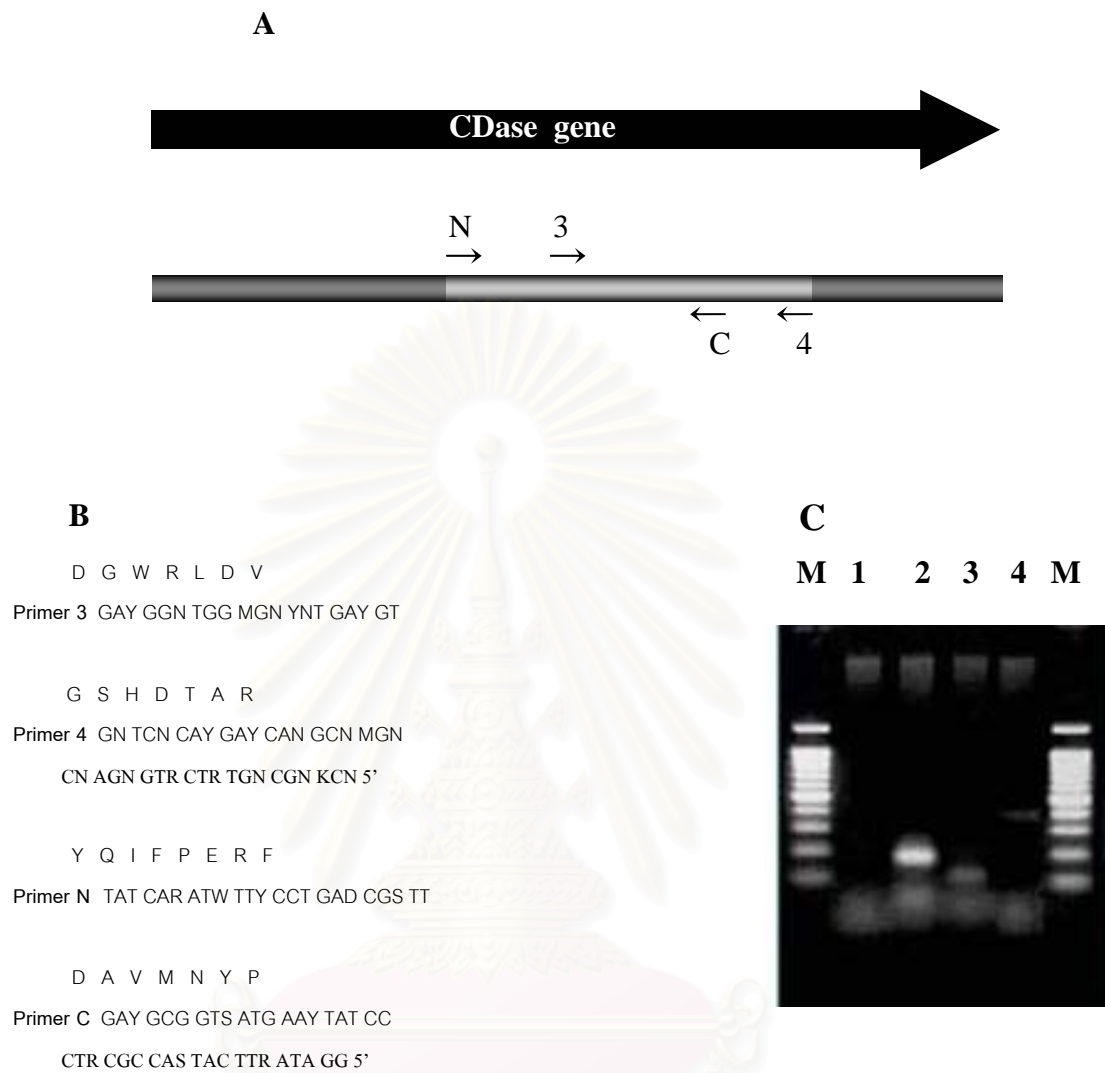 A
CDase gene
N 3
C 4
B
D G W R L D V
Primer 3 GAY GGN TGG MGN YNT GAY GT
G S H D T A R
Primer 4 GN TCN CAY GAY CAN GCN MGN
CN AGN GTR CTR TGN CGN KCN 5’
Y Q I F P E R F
Primer N TAT CAR ATW TTY CCT GAD CGS TT
D A V M N Y P
Primer C GAY GCG GTS ATG AAY TAT CC
CTR CGC CAS TAC TTR ATA GG 5’
C
M 1 2 3 4 M